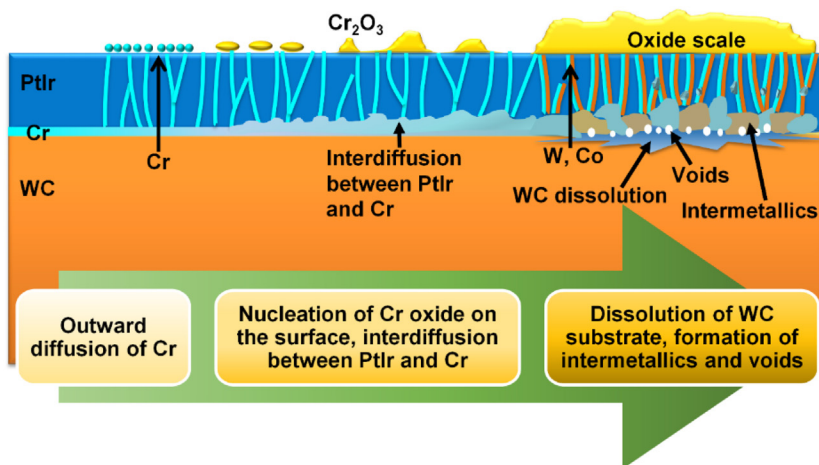 Cr₂O₃
Oxide scale
PtIr
Cr
Cr
WC
Interdiffusion
between PtIr
and Cr
W, Co
WC dissolution
Voids
Intermetallics
Outward
diffusion of Cr
Nucleation of Cr oxide on
the surface, interdiffusion
between PtIr and Cr
Dissolution of WC
substrate, formation of
intermetallics and voids